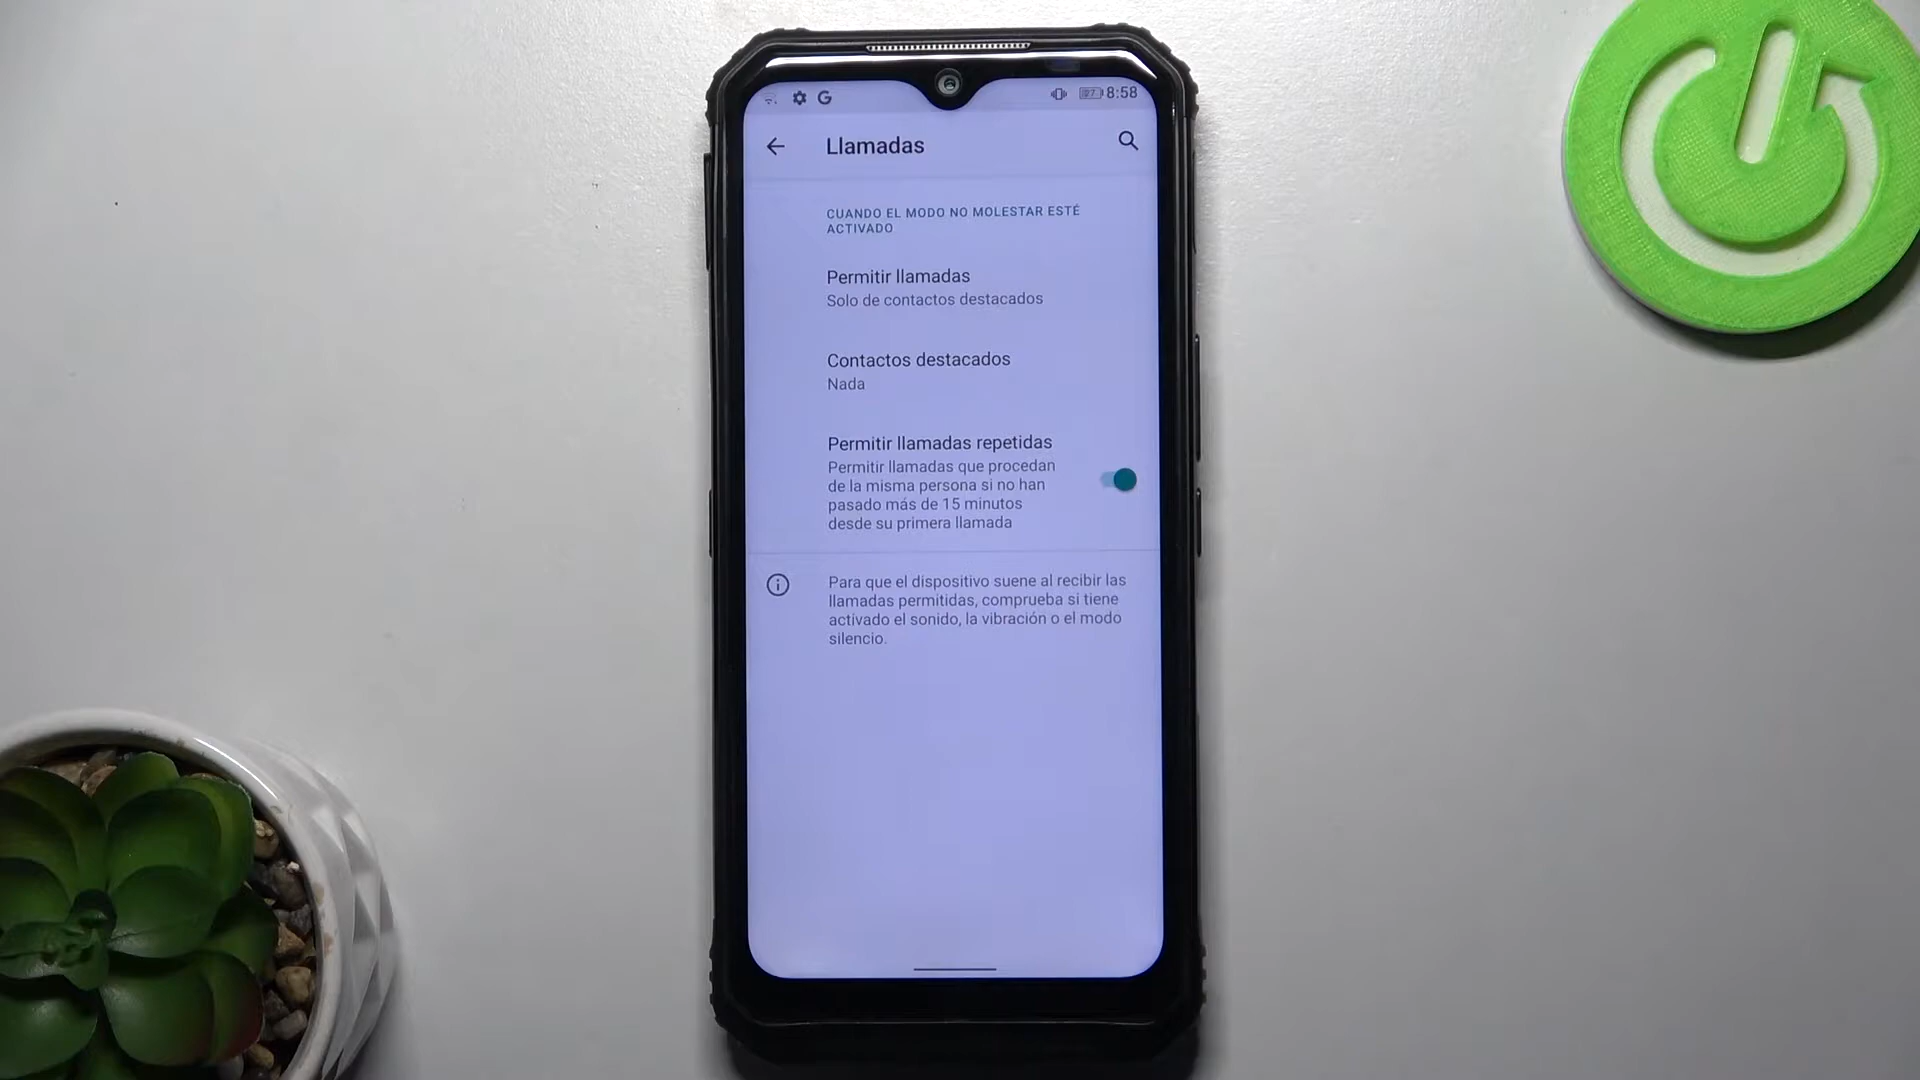 8:58
Llamadas
CUANDO EL MODO NO MOLESTAR ESTÉ
ACTIVADO
Permitir llamadas
Solo de contactos destacados
Contactos destacados
Nada
Permitir llamadas repetidas
Permitir llamadas que procedan
de la misma persona si no han
pasado más de 15 minutos
desde su primera llamada
Para que el dispositivo suene al recibir las
llamadas permitidas, comprueba si tiene
activado el sonido, la vibración o el modo
silencio.